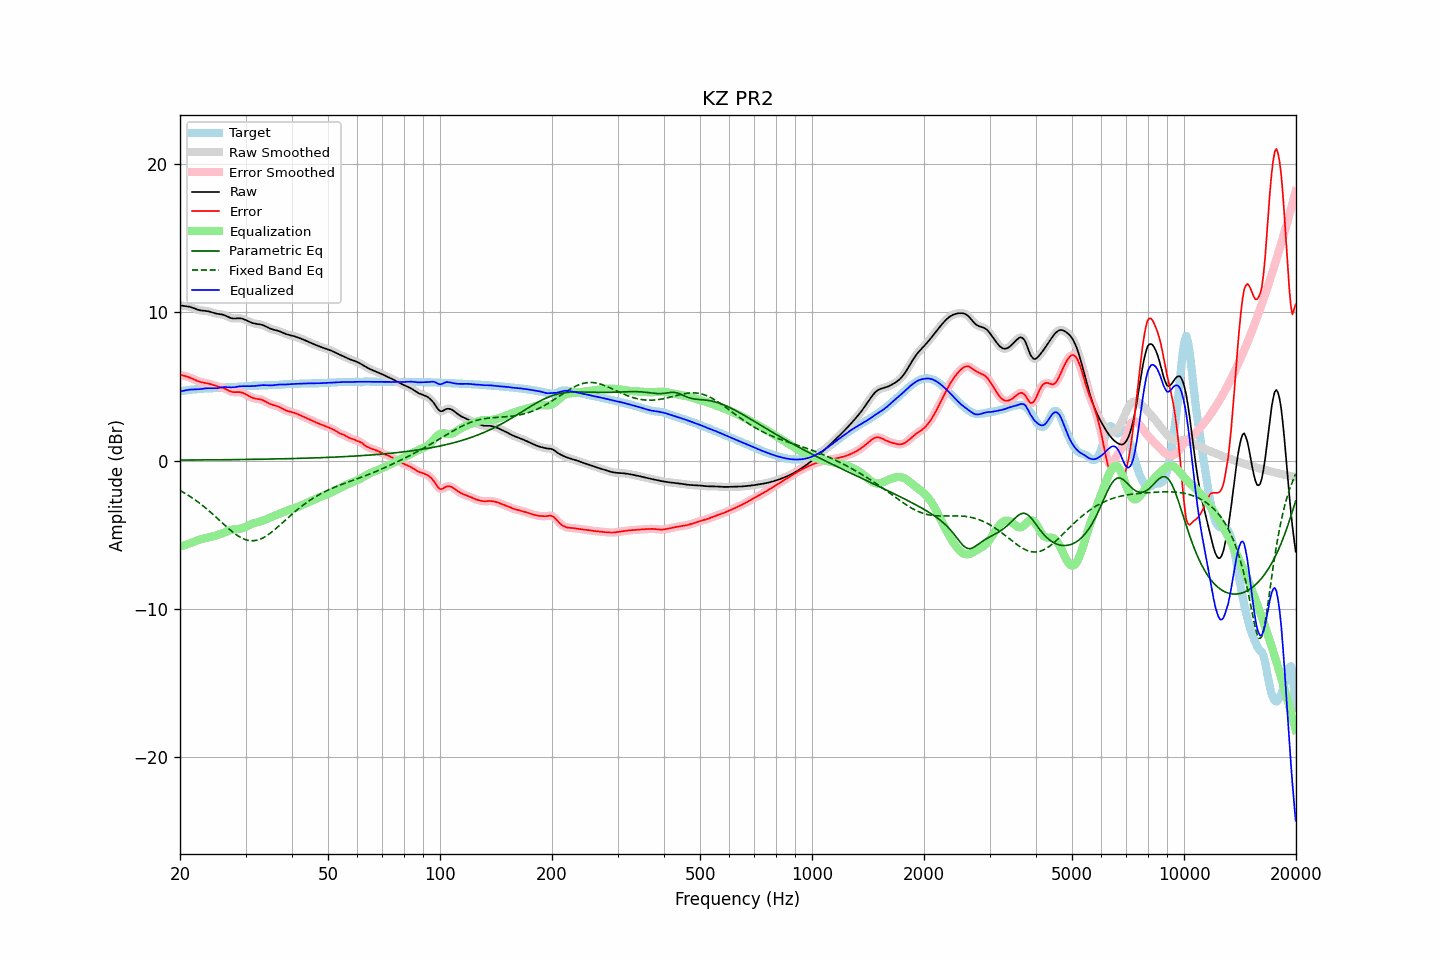 KZ PR2
Target
Raw Smoothed
Error Smoothed
Raw
Error
Equalization
Parametric Eq
Fixed Band Eq
Equalized
20
10
0
−10
−20
Amplitude (dBr)
20 50 100 200 500 1000 2000 5000 10000 20000
Frequency (Hz)